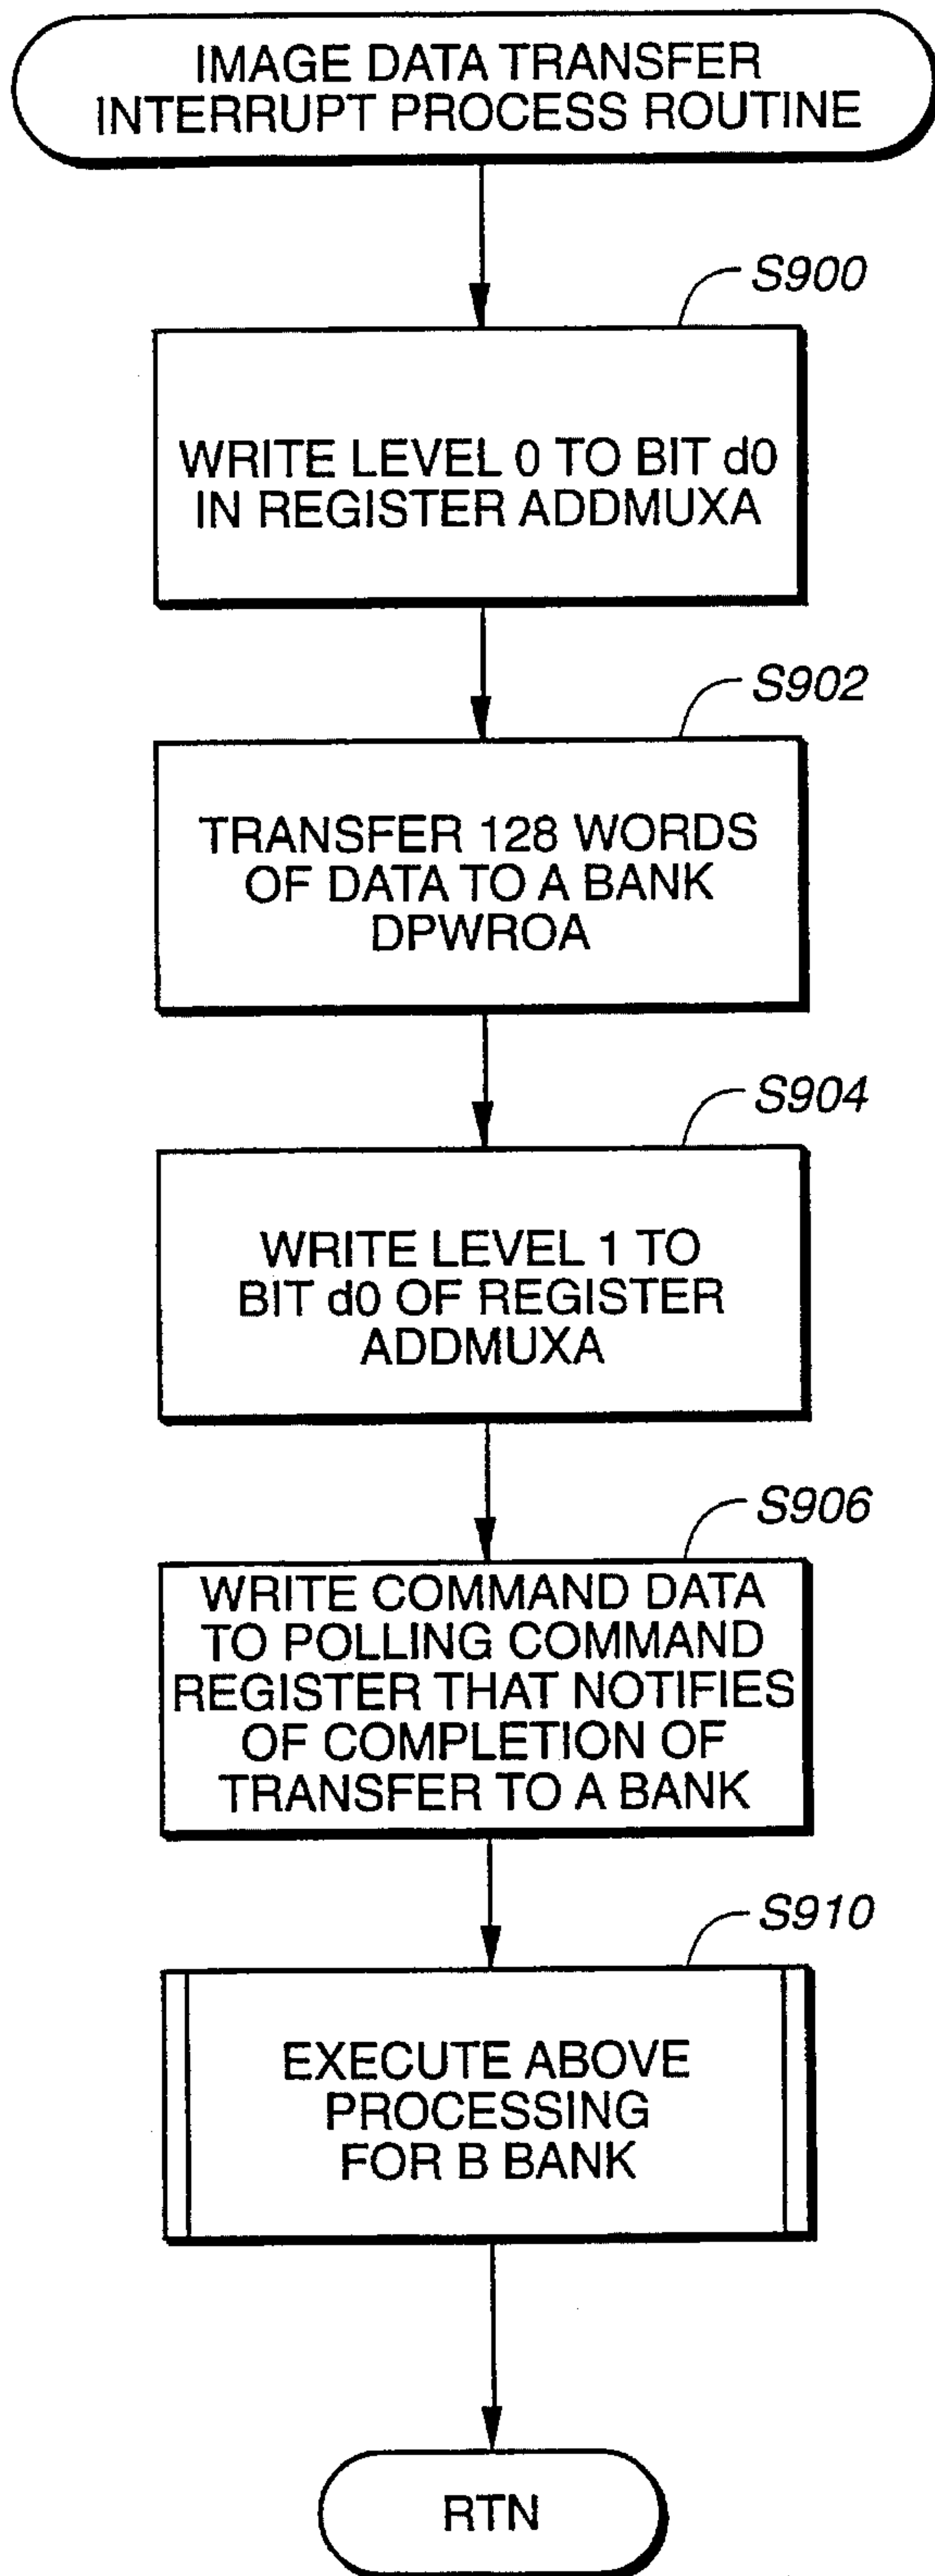 IMAGE DATA TRANSFER
INTERRUPT PROCESS ROUTINE
S900
WRITE LEVEL 0 TO BIT d0
IN REGISTER ADDMUXA
S902
TRANSFER 128 WORDS
OF DATA TO A BANK
DPWROA
S904
WRITE LEVEL 1 TO
BIT d0 OF REGISTER
ADDMUXA
S906
WRITE COMMAND DATA
TO POLLING COMMAND
REGISTER THAT NOTIFIES
OF COMPLETION OF
TRANSFER TO A BANK
S910
EXECUTE ABOVE
PROCESSING
FOR B BANK
RTN